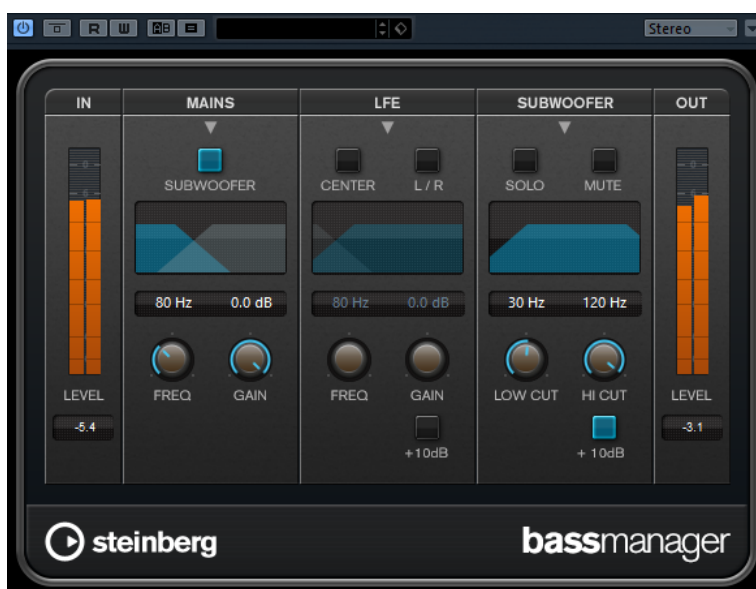 R W A B Stereo
IN MAINS LFE SUBWOOFER OUT
SUBWOOFER CENTER L / R SOLO MUTE
80 Hz 0.0 dB 80 Hz 0.0 dB 30 Hz 120 Hz
LEVEL FREQ GAIN FREQ GAIN LOW CUT HI CUT LEVEL
-5.4 -3.1
+10dB + 10dB
steinberg bassmanager